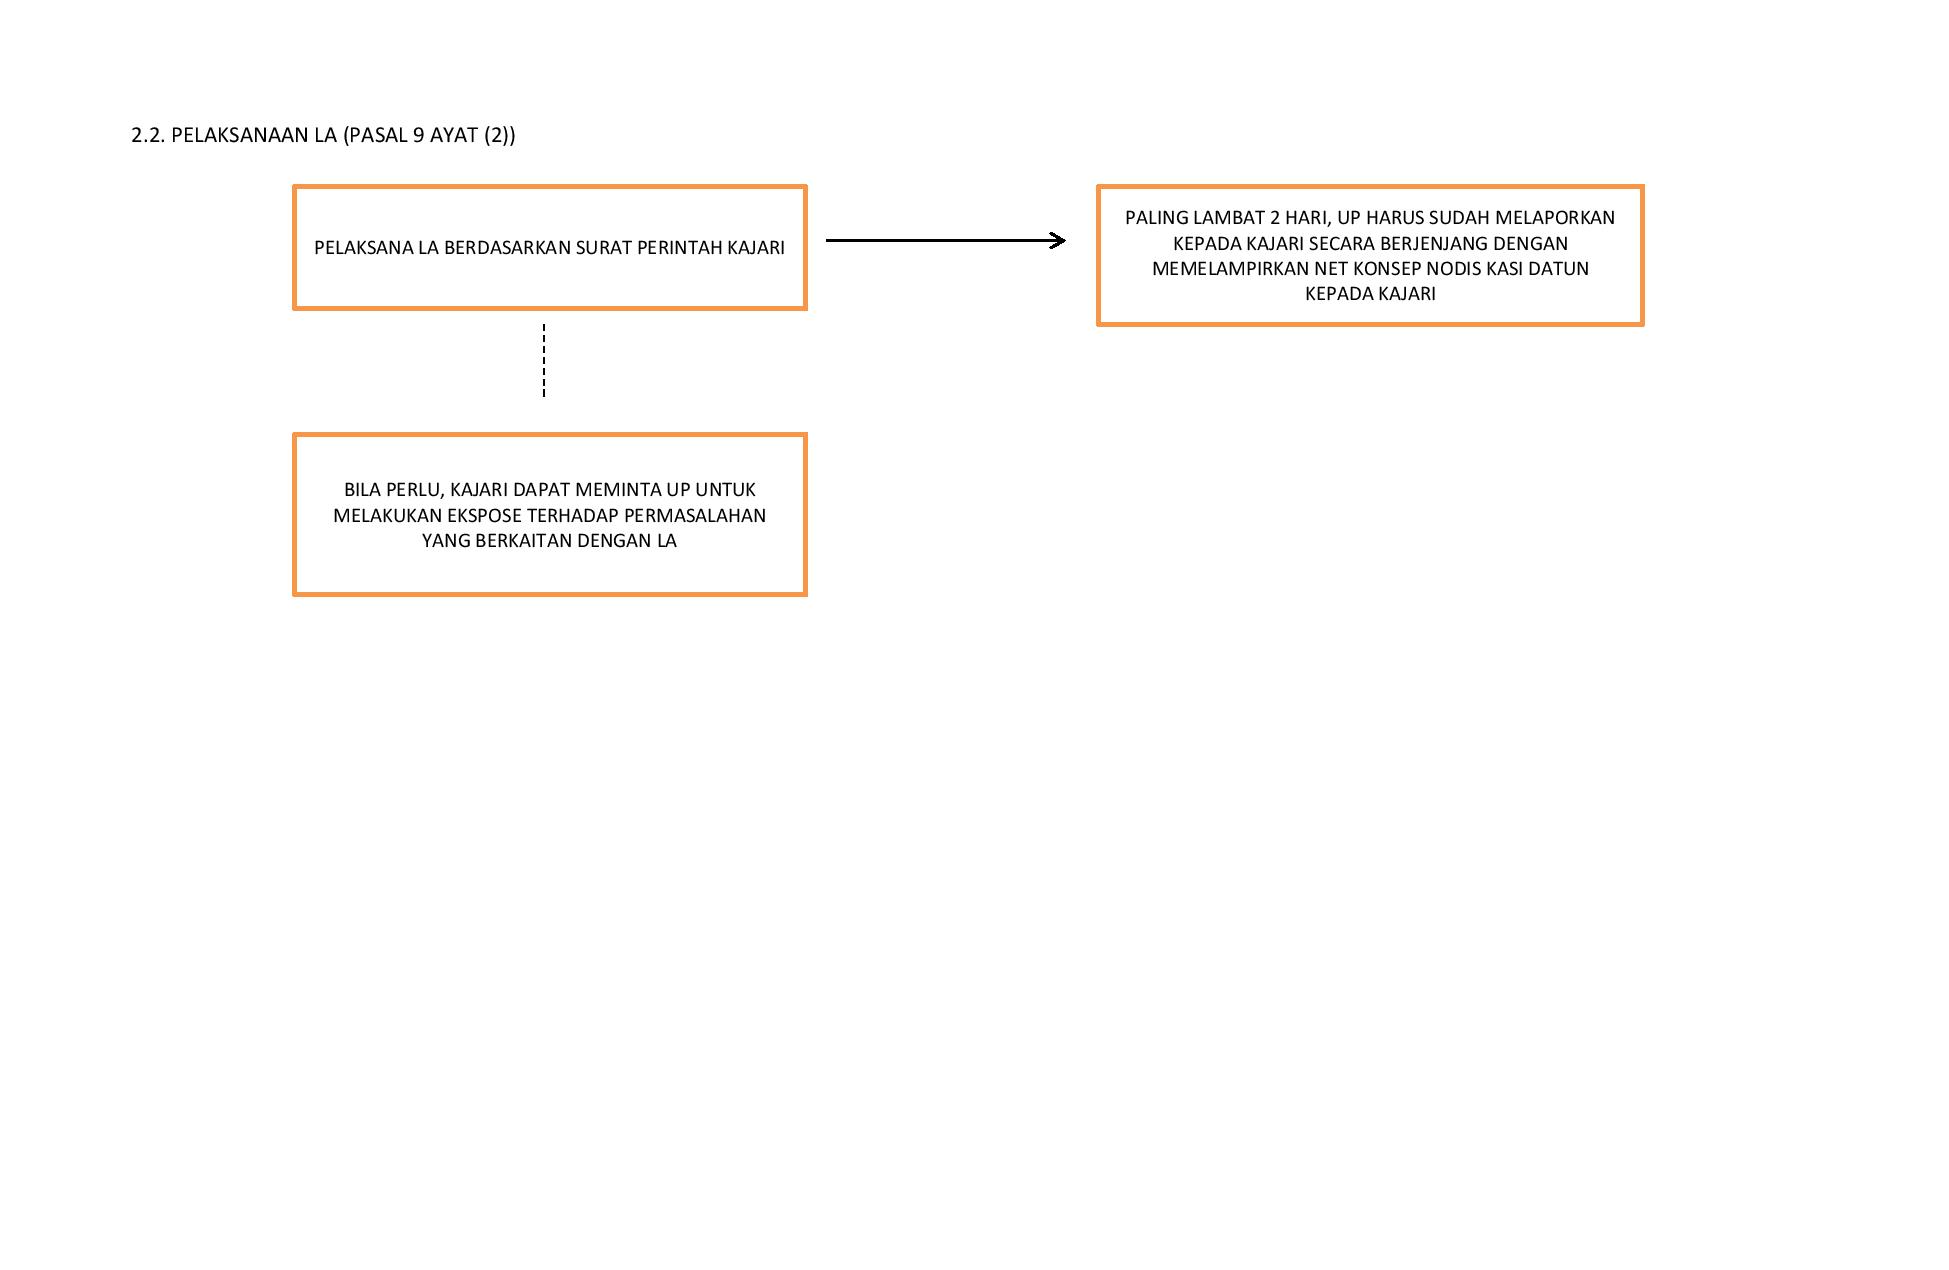 2.2. PELAKSANAAN LA (PASAL 9 AYAT (2))
PELAKSANA LA BERDASARKAN SURAT PERINTAH KAJARI
PALING LAMBAT 2 HARI, UP HARUS SUDAH MELAPORKAN
KEPADA KAJARI SECARA BERJENJANG DENGAN
MEMELAMPIRKAN NET KONSEP NODIS KASI DATUN
KEPADA KAJARI
BILA PERLU, KAJARI DAPAT MEMINTA UP UNTUK
MELAKUKAN EKSPOSE TERHADAP PERMASALAHAN
YANG BERKAITAN DENGAN LA